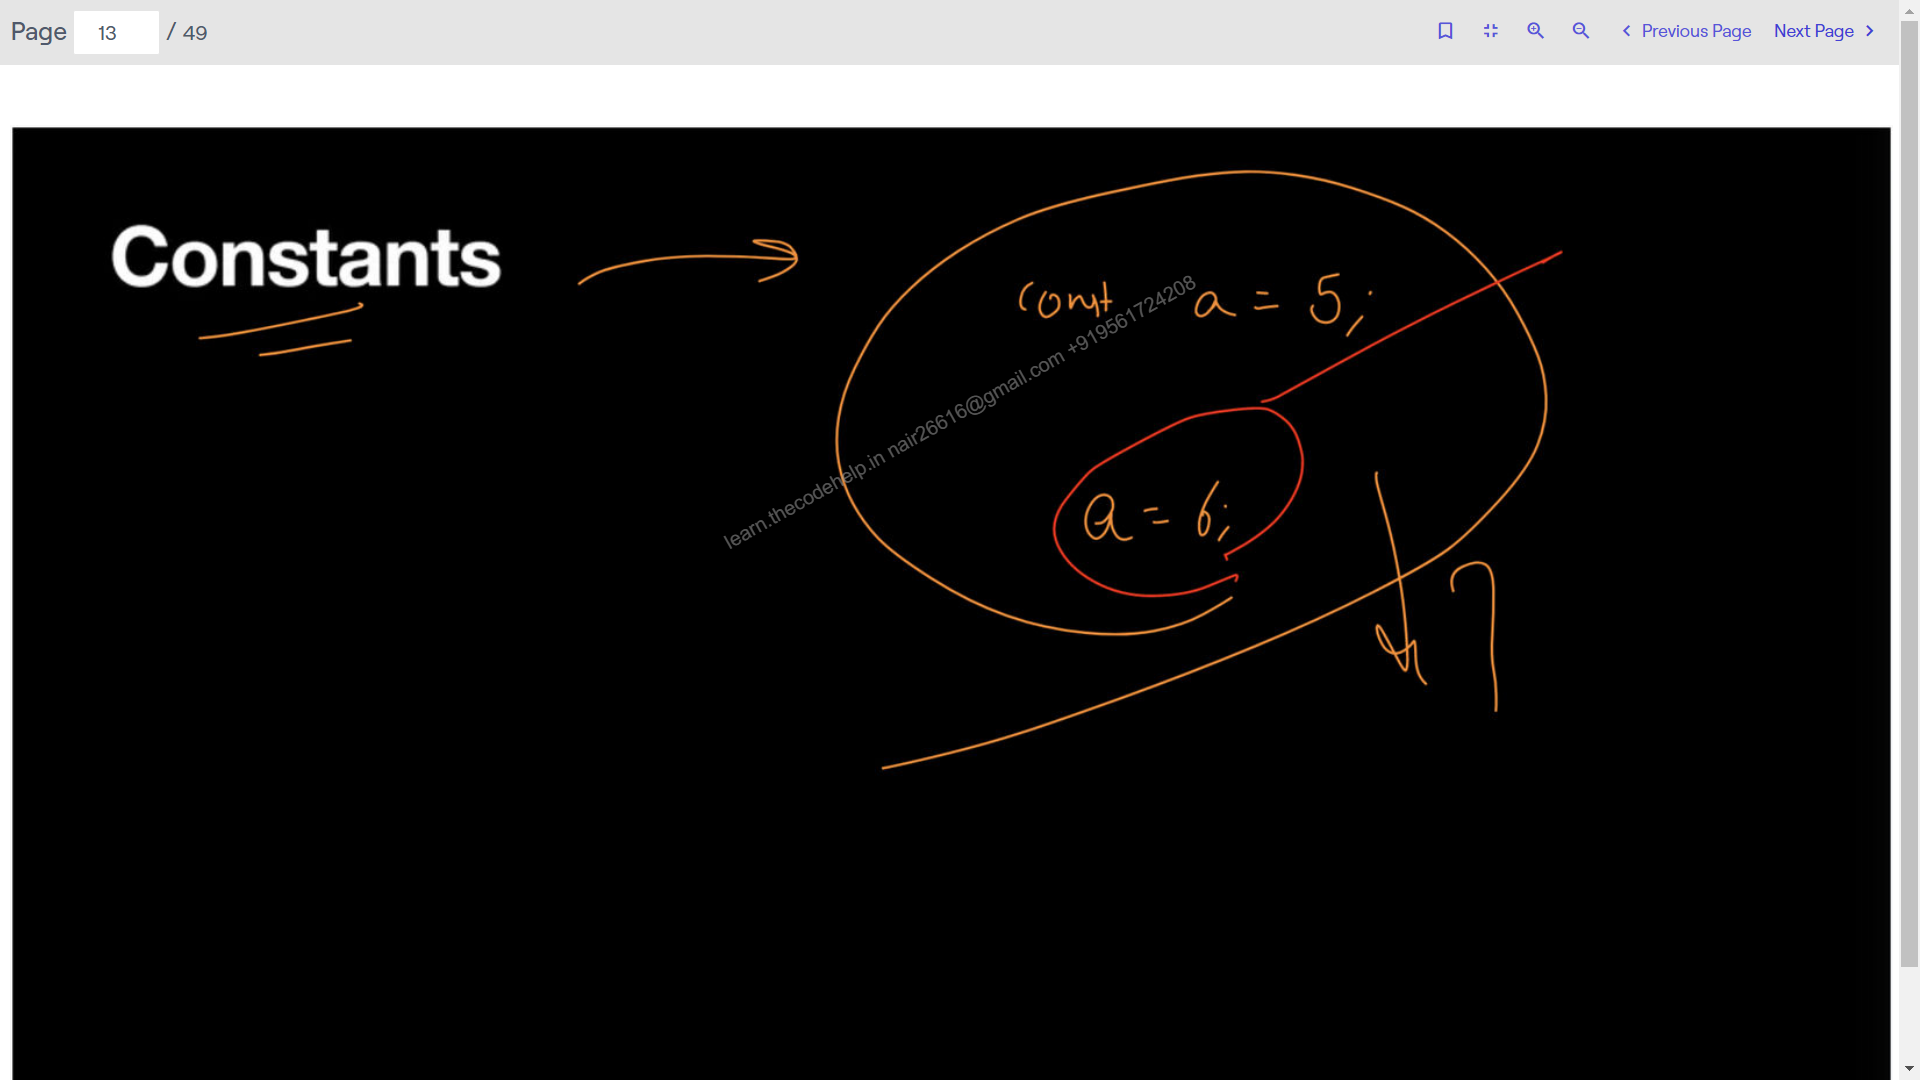 Page 13 / 49
Previous Page Next Page
Constants
const a = 5;
learn.thecodehelp.in nair26616@gmail.com +919561724208
a = 6;